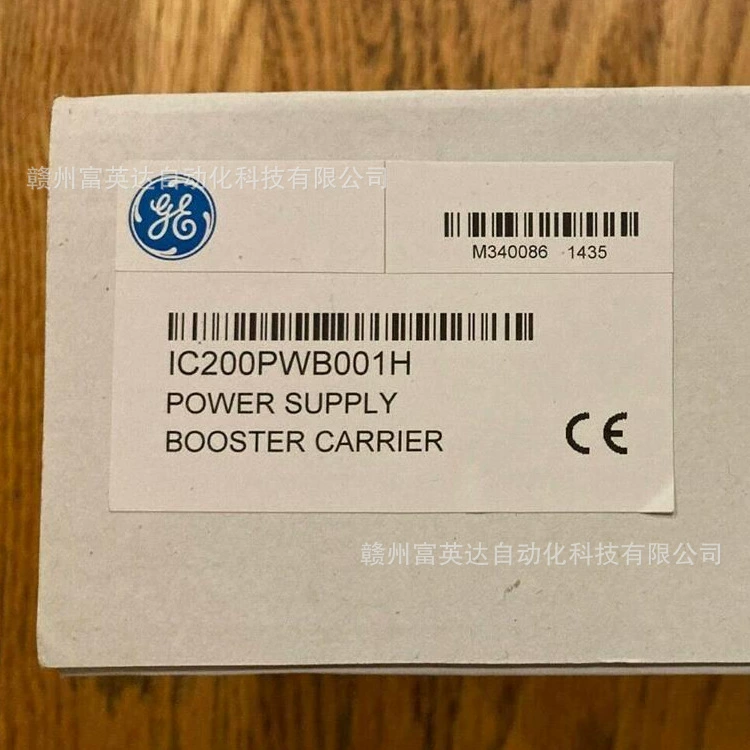 赣州富英达自动化科技有限公司
GE
M340086 1435
IC200PWB001H
POWER SUPPLY
BOOSTER CARRIER
CE
赣州富英达自动化科技有限公司